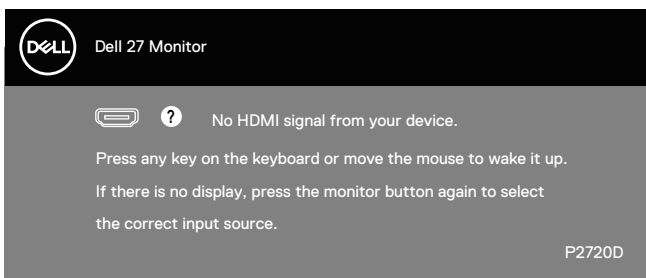 DELL
Dell 27 Monitor
? No HDMI signal from your device.
Press any key on the keyboard or move the mouse to wake it up.
If there is no display, press the monitor button again to select
the correct input source.
P2720D